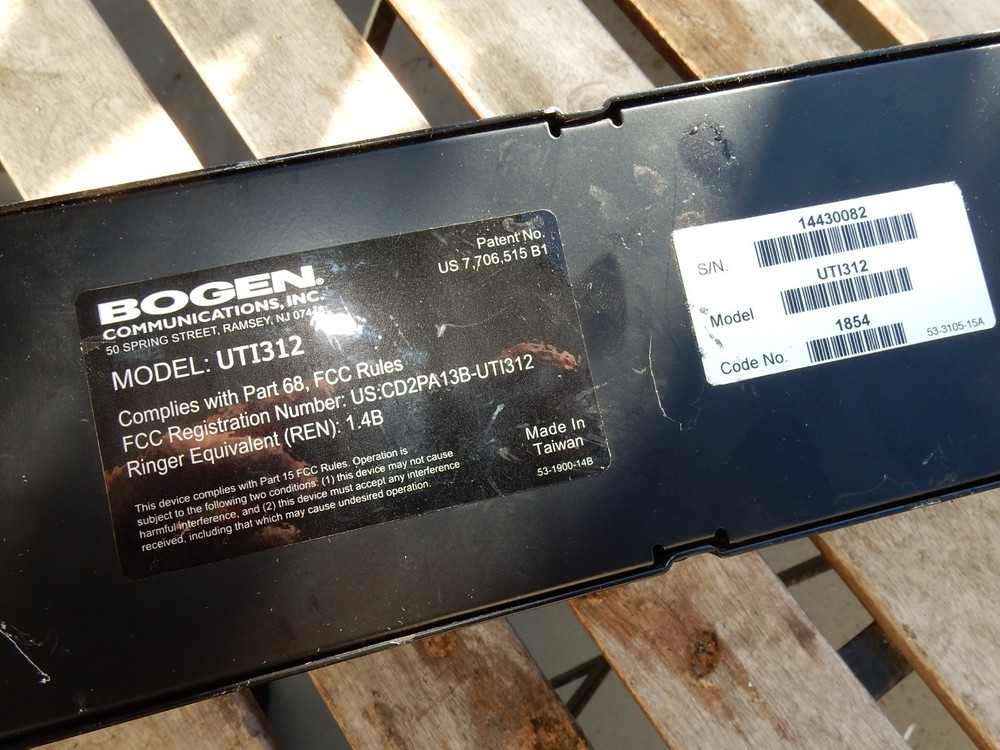 BOGEN®
COMMUNICATIONS, INC.
50 SPRING STREET, RAMSEY, NJ
Patent No.
US 7,706,515 B1
MODEL: UTI312
Complies with Part 68, FCC Rules
FCC Registration Number: US:CD2PA13B-UTI312
Ringer Equivalent (REN): 1.4B
This device complies with Part 15 FCC Rules. Operation is
subject to the following two conditions: (1) this device may not cause
harmful interference, and (2) this device must accept any interference
received, including that which may cause undesired operation.
Made In
Taiwan
53-1900-14B
14430082
S/N.
UTI312
Model
1854
Code No.
53-3105-15A